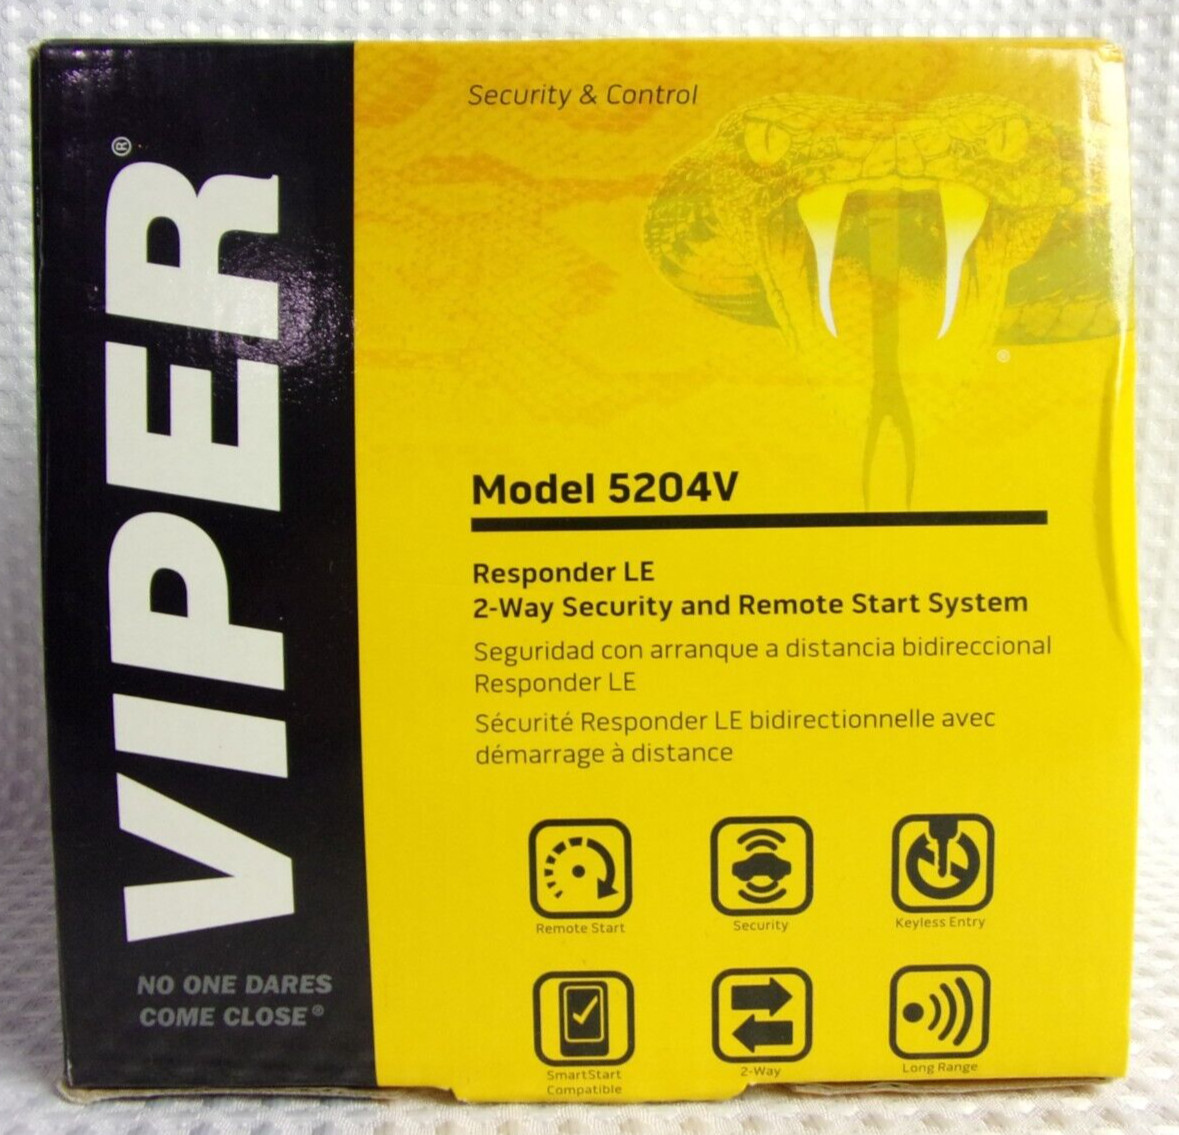 VIPER®
NO ONE DARES
COME CLOSE®
Security & Control
®
Model 5204V
Responder LE
2-Way Security and Remote Start System
Seguridad con arranque a distancia bidireccional
Responder LE
Sécurité Responder LE bidirectionnelle avec
démarrage à distance
Remote Start
Security
Keyless Entry
SmartStart
Compatible
2-Way
Long Range